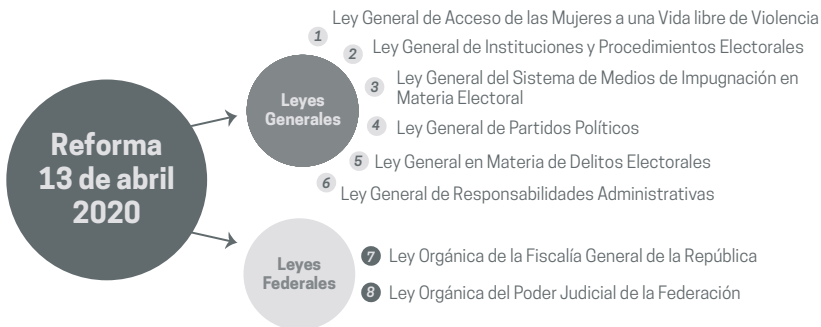 Reforma
13 de abril
2020
Leyes
Generales
1 Ley General de Acceso de las Mujeres a una Vida libre de Violencia
2 Ley General de Instituciones y Procedimientos Electorales
3 Ley General del Sistema de Medios de Impugnación en
Materia Electoral
4 Ley General de Partidos Políticos
5 Ley General en Materia de Delitos Electorales
6 Ley General de Responsabilidades Administrativas
Leyes
Federales
7 Ley Orgánica de la Fiscalía General de la República
8 Ley Orgánica del Poder Judicial de la Federación